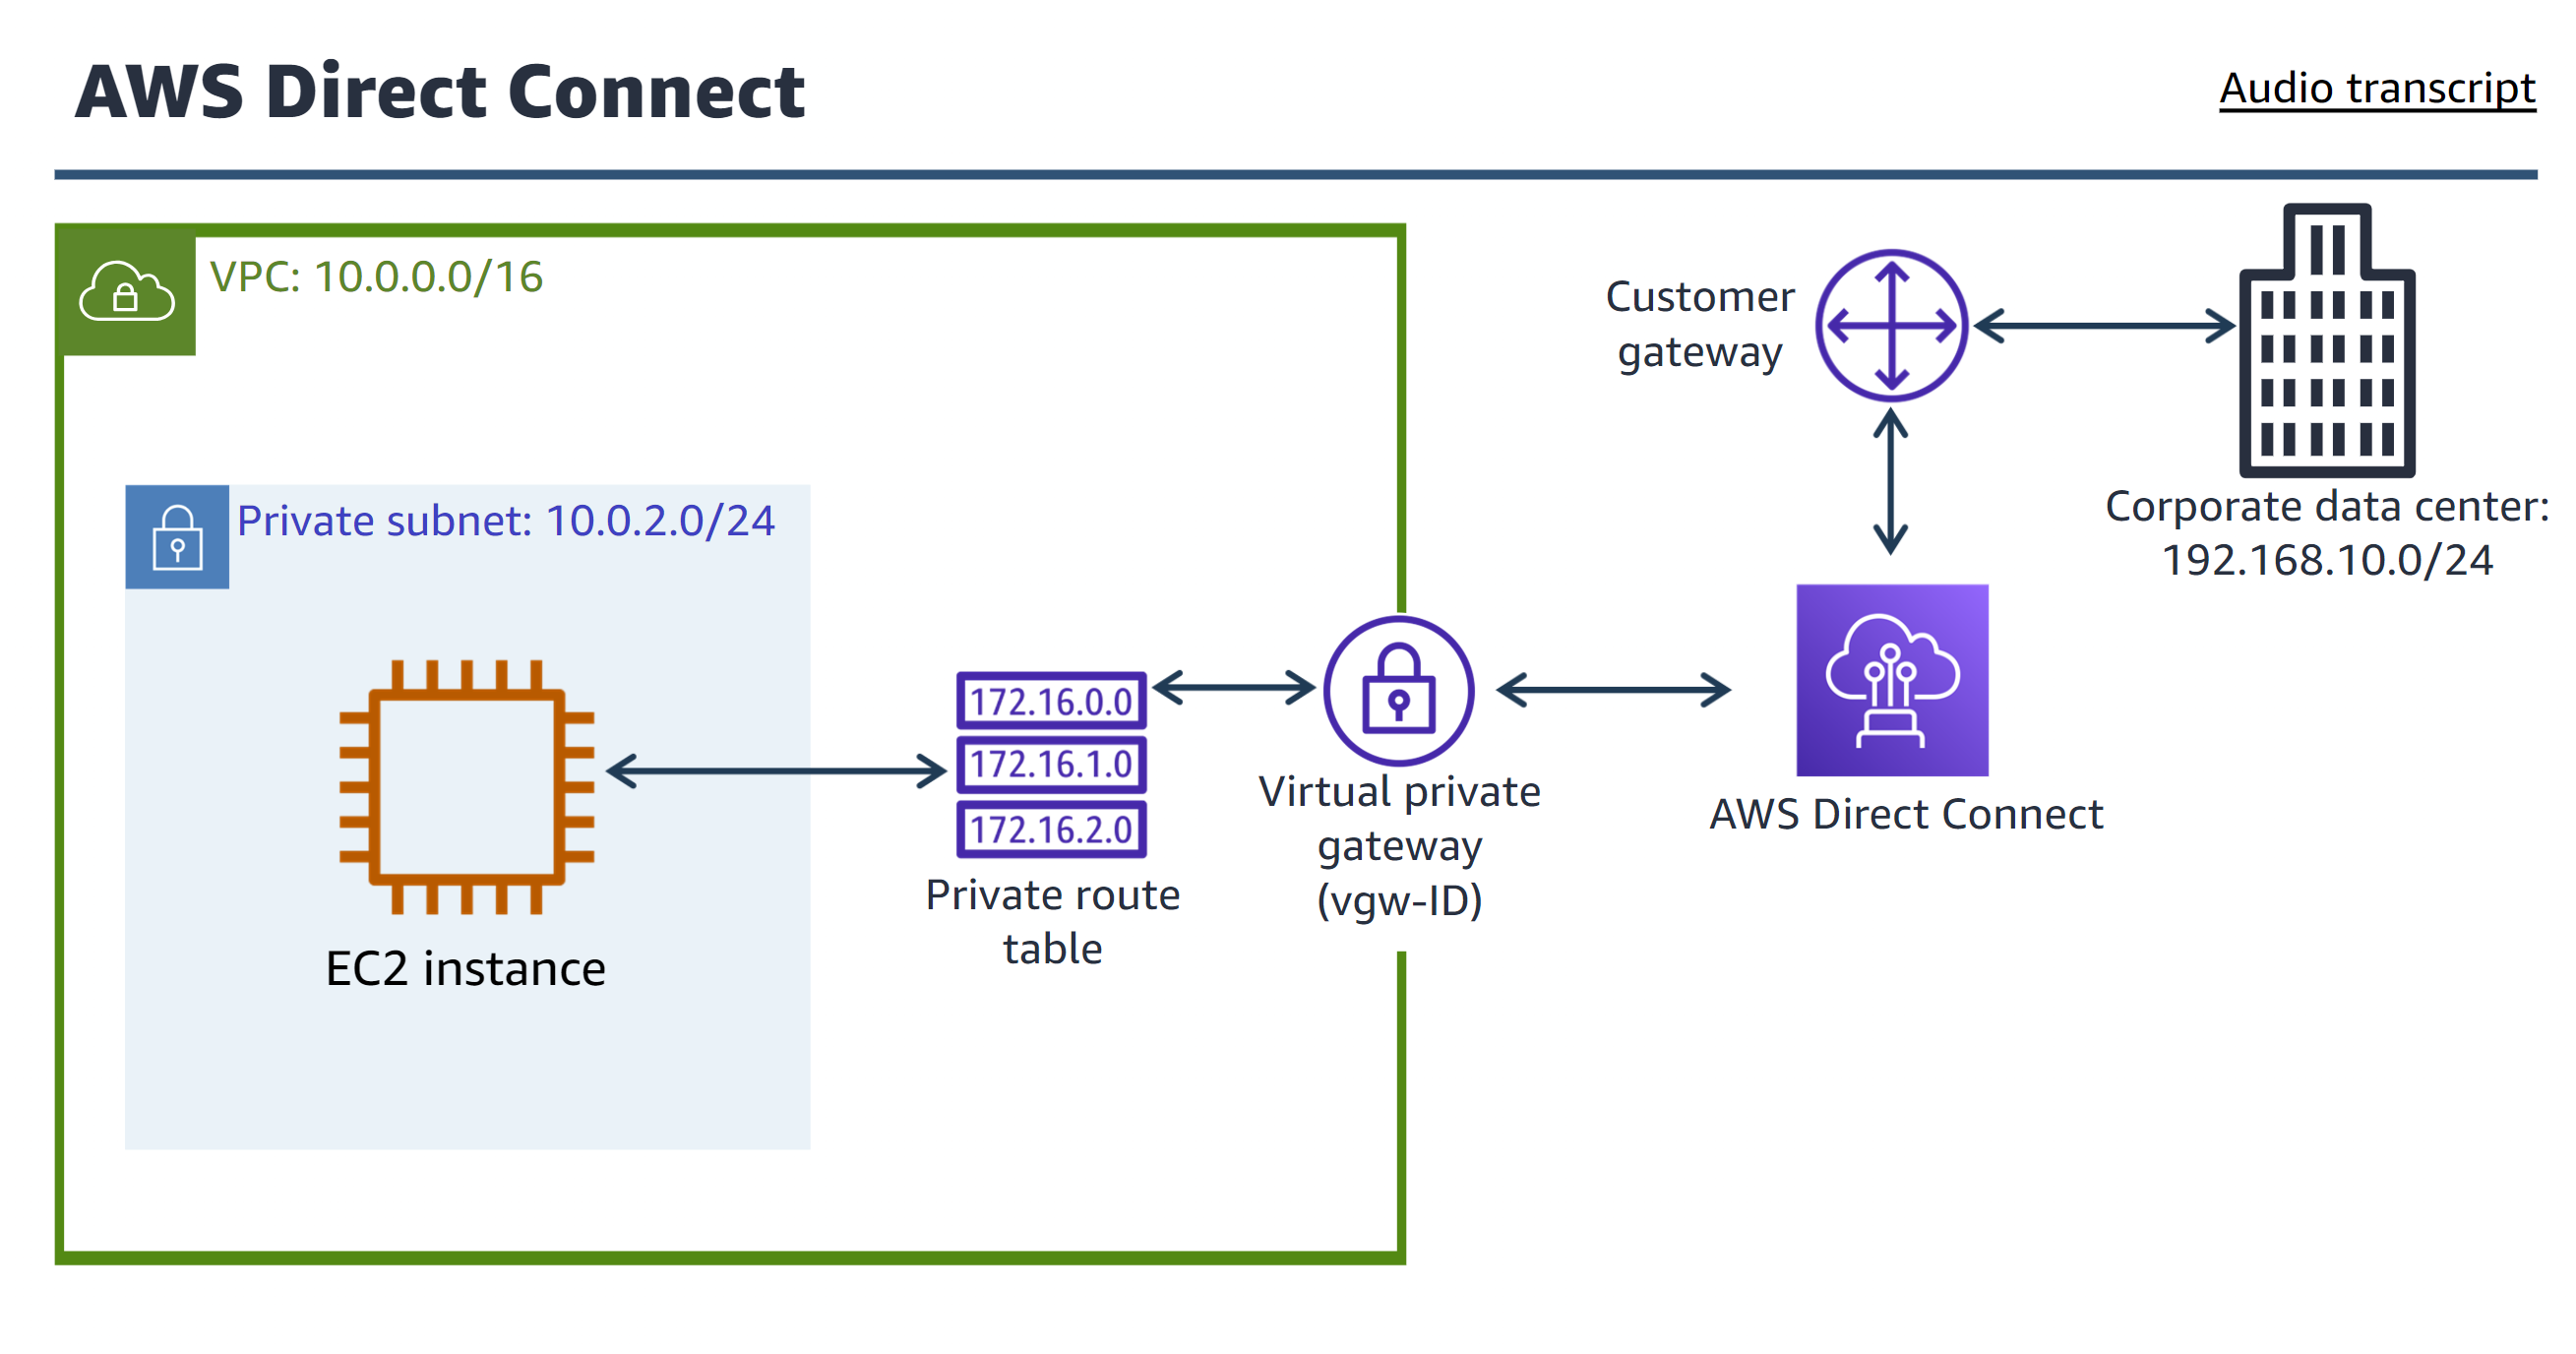 AWS Direct Connect
Audio transcript
VPC: 10.0.0.0/16
Customer
gateway
Corporate data center:
192.168.10.0/24
Private subnet: 10.0.2.0/24
EC2 instance
172.16.0.0
172.16.1.0
172.16.2.0
Private route
table
Virtual private
gateway
(vgw-ID)
AWS Direct Connect